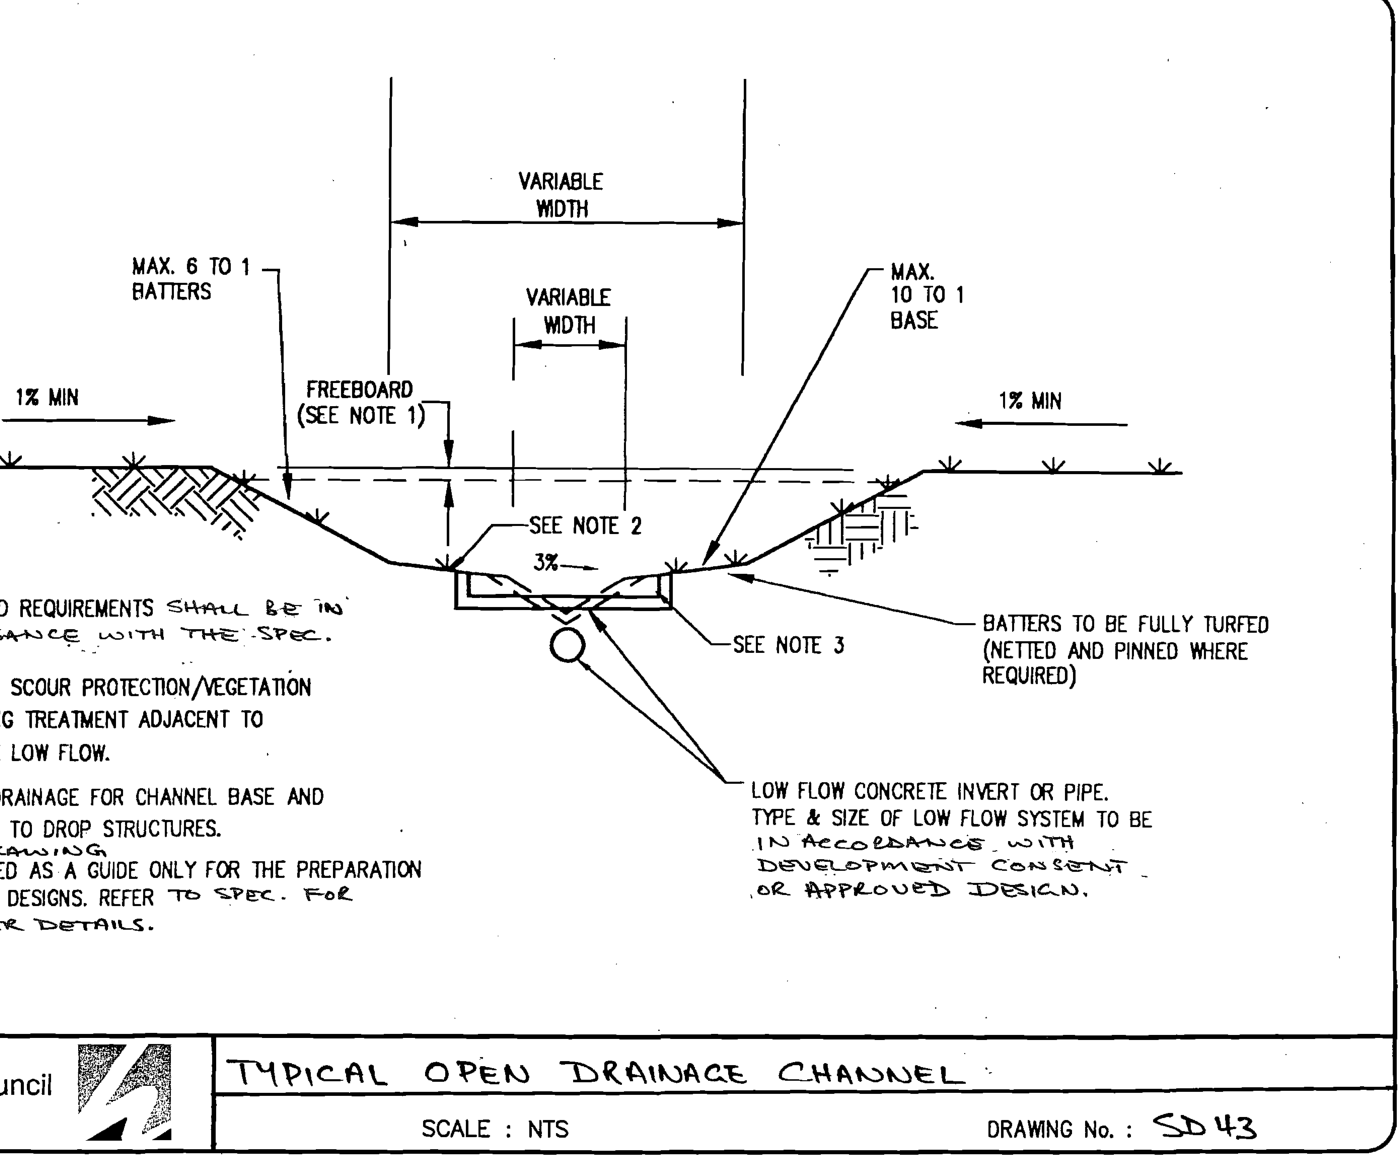 VARIABLE
WIDTH
MAX. 6 TO 1
BATTERS
VARIABLE
WIDTH
MAX.
10 TO 1
BASE
1% MIN
FREEBOARD
(SEE NOTE 1)
1% MIN
SEE NOTE 2
3%
REQUIREMENTS SHALL BE IN
WITH THE SPEC.
SEE NOTE 3
BATTERS TO BE FULLY TURFED
(NETTED AND PINNED WHERE
REQUIRED)
SCOUR PROTECTION/VEGETATION
TREATMENT ADJACENT TO
LOW FLOW.
DRAINAGE FOR CHANNEL BASE AND
TO DROP STRUCTURES.
AS A GUIDE ONLY FOR THE PREPARATION
DESIGNS. REFER TO SPEC. FOR
DETAILS.
LOW FLOW CONCRETE INVERT OR PIPE.
TYPE & SIZE OF LOW FLOW SYSTEM TO BE
IN ACCORDANCE WITH
DEVELOPMENT CONSENT
OR APPROVED DESIGN.
uncil
TYPICAL OPEN DRAINAGE CHANNEL
SCALE : NTS
DRAWING No. : SD43